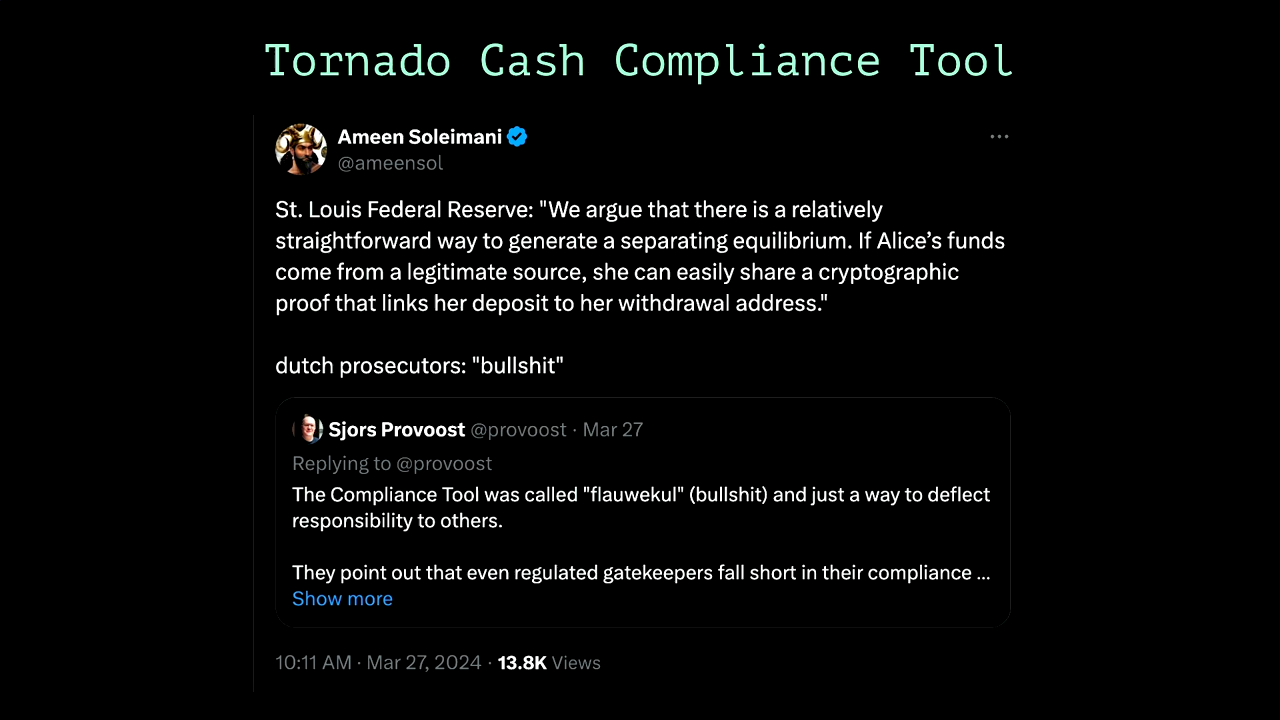 Tornado Cash Compliance Tool
Ameen Soleimani
@ameensol
St. Louis Federal Reserve: "We argue that there is a relatively
straightforward way to generate a separating equilibrium. If Alice’s funds
come from a legitimate source, she can easily share a cryptographic
proof that links her deposit to her withdrawal address."
dutch prosecutors: "bullshit"
Sjors Provoost @provoost · Mar 27
Replying to @provoost
The Compliance Tool was called "flauwekul" (bullshit) and just a way to deflect
responsibility to others.
They point out that even regulated gatekeepers fall short in their compliance ...
Show more
10:11 AM · Mar 27, 2024 · 13.8K Views